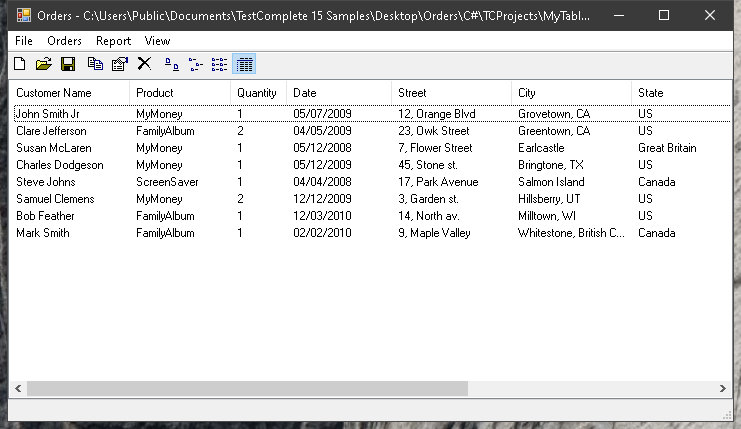 Orders - C:\Users\Public\Documents\TestComplete 15 Samples\Desktop\Orders\C#\TCProjects\MyTabl...
File Orders Report View
Customer Name Product Quantity Date Street City State
John Smith Jr MyMoney 1 05/07/2009 12, Orange Blvd Grovetown, CA US
Clare Jefferson FamilyAlbum 2 04/05/2009 23, Owk Street Greentown, CA US
Susan McLaren MyMoney 1 05/12/2008 7, Flower Street Earlcastle Great Britain
Charles Dodgeson MyMoney 1 05/12/2009 45, Stone st. Bringtone, TX US
Steve Johns ScreenSaver 1 04/04/2008 17, Park Avenue Salmon Island Canada
Samuel Clemens MyMoney 2 12/12/2009 3, Garden st. Hillsberry, UT US
Bob Feather FamilyAlbum 1 12/03/2010 14, North av. Milltown, WI US
Mark Smith FamilyAlbum 1 02/02/2010 9, Maple Valley Whitestone, British C... Canada